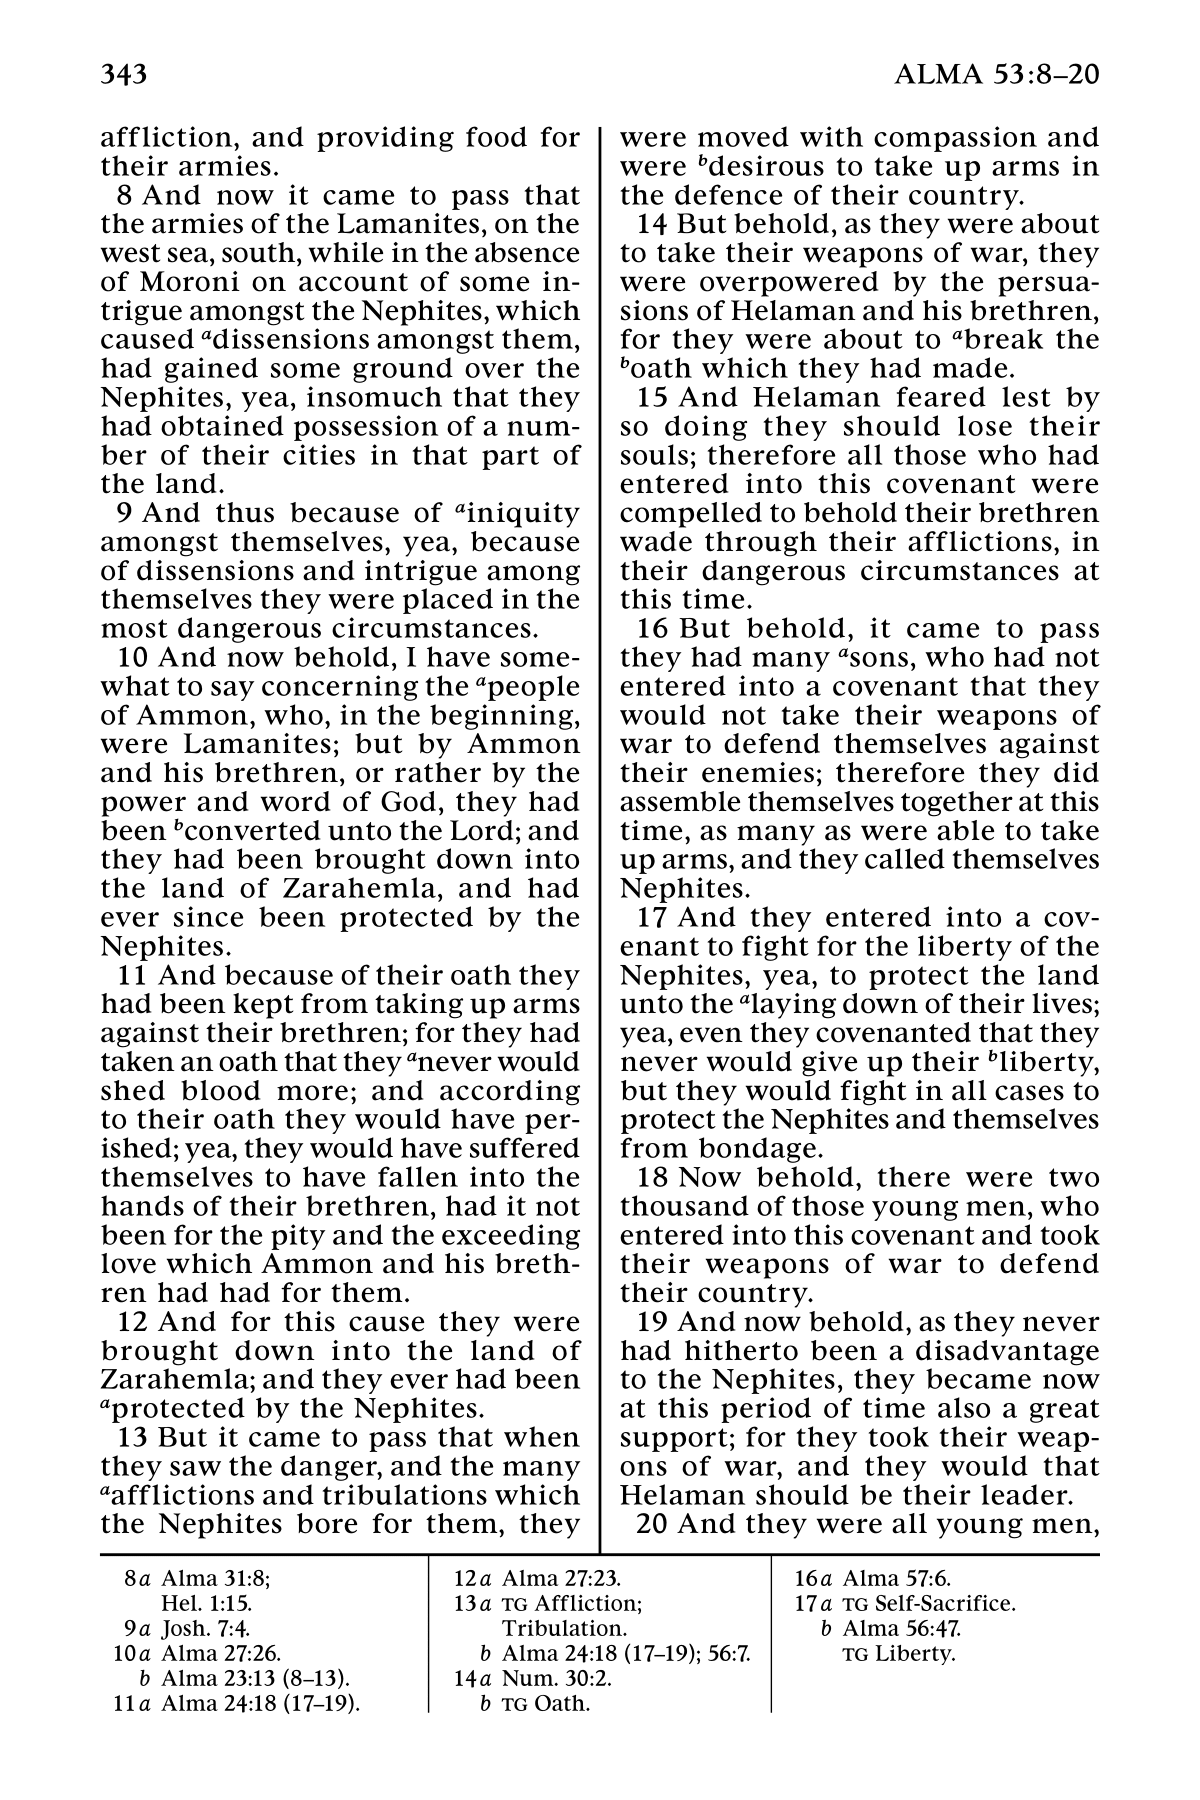 343
ALMA 53:8–20
affliction, and providing food for
their armies.
8 And now it came to pass that
the armies of the Lamanites, on the
west sea, south, while in the absence
of Moroni on account of some in-
trigue amongst the Nephites, which
caused adissensions amongst them,
had gained some ground over the
Nephites, yea, insomuch that they
had obtained possession of a num-
ber of their cities in that part of
the land.
9 And thus because of ainiquity
amongst themselves, yea, because
of dissensions and intrigue among
themselves they were placed in the
most dangerous circumstances.
10 And now behold, I have some-
what to say concerning the apeople
of Ammon, who, in the beginning,
were Lamanites; but by Ammon
and his brethren, or rather by the
power and word of God, they had
been bconverted unto the Lord; and
they had been brought down into
the land of Zarahemla, and had
ever since been protected by the
Nephites.
11 And because of their oath they
had been kept from taking up arms
against their brethren; for they had
taken an oath that they anever would
shed blood more; and according
to their oath they would have per-
ished; yea, they would have suffered
themselves to have fallen into the
hands of their brethren, had it not
been for the pity and the exceeding
love which Ammon and his breth-
ren had had for them.
12 And for this cause they were
brought down into the land of
Zarahemla; and they ever had been
aprotected by the Nephites.
13 But it came to pass that when
they saw the danger, and the many
aafflictions and tribulations which
the Nephites bore for them, they
were moved with compassion and
were bdesirous to take up arms in
the defence of their country.
14 But behold, as they were about
to take their weapons of war, they
were overpowered by the persua-
sions of Helaman and his brethren,
for they were about to abreak the
boath which they had made.
15 And Helaman feared lest by
so doing they should lose their
souls; therefore all those who had
entered into this covenant were
compelled to behold their brethren
wade through their afflictions, in
their dangerous circumstances at
this time.
16 But behold, it came to pass
they had many asons, who had not
entered into a covenant that they
would not take their weapons of
war to defend themselves against
their enemies; therefore they did
assemble themselves together at this
time, as many as were able to take
up arms, and they called themselves
Nephites.
17 And they entered into a cov-
enant to fight for the liberty of the
Nephites, yea, to protect the land
unto the alaying down of their lives;
yea, even they covenanted that they
never would give up their bliberty,
but they would fight in all cases to
protect the Nephites and themselves
from bondage.
18 Now behold, there were two
thousand of those young men, who
entered into this covenant and took
their weapons of war to defend
their country.
19 And now behold, as they never
had hitherto been a disadvantage
to the Nephites, they became now
at this period of time also a great
support; for they took their weap-
ons of war, and they would that
Helaman should be their leader.
20 And they were all young men,
8a Alma 31:8;
Hel. 1:15.
9a Josh. 7:4.
10a Alma 27:26.
b Alma 23:13 (8–13).
11a Alma 24:18 (17–19).
12a Alma 27:23.
13a TG Affliction;
Tribulation.
b Alma 24:18 (17–19); 56:7.
14a Num. 30:2.
b TG Oath.
16a Alma 57:6.
17a TG Self-Sacrifice.
b Alma 56:47.
TG Liberty.